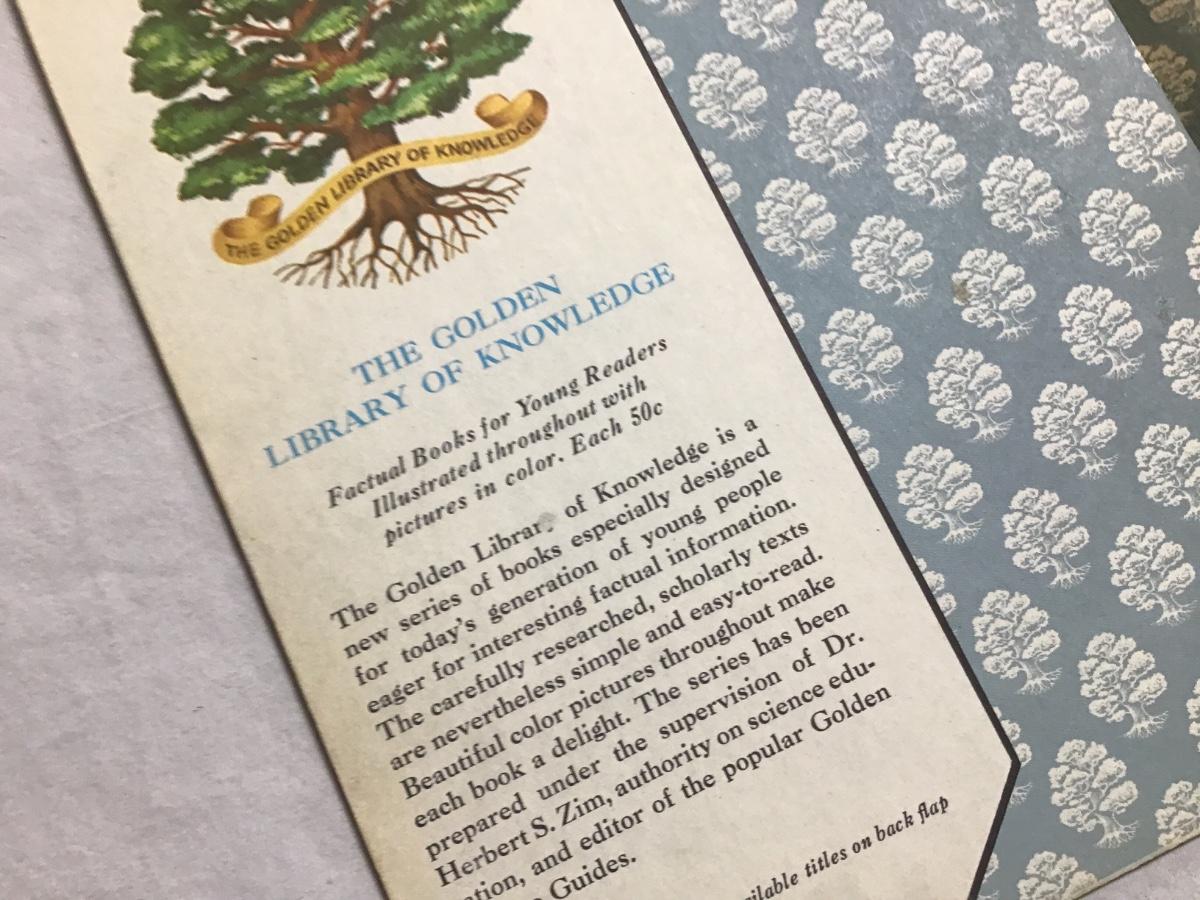 THE GOLDEN LIBRARY OF KNOWLEDGE
THE GOLDEN
LIBRARY OF KNOWLEDGE
Factual Books for Young Readers
Illustrated throughout with
pictures in color. Each 50c
The Golden Library of Knowledge is a
new series of books especially designed
for today's generation of young people
eager for interesting factual information.
The carefully researched, scholarly texts
are nevertheless simple and easy-to-read.
Beautiful color pictures throughout make
each book a delight. The series has been
prepared under the supervision of Dr.
Herbert S. Zim, authority on science edu-
ation, and editor of the popular Golden
Guides.
titles on back flap